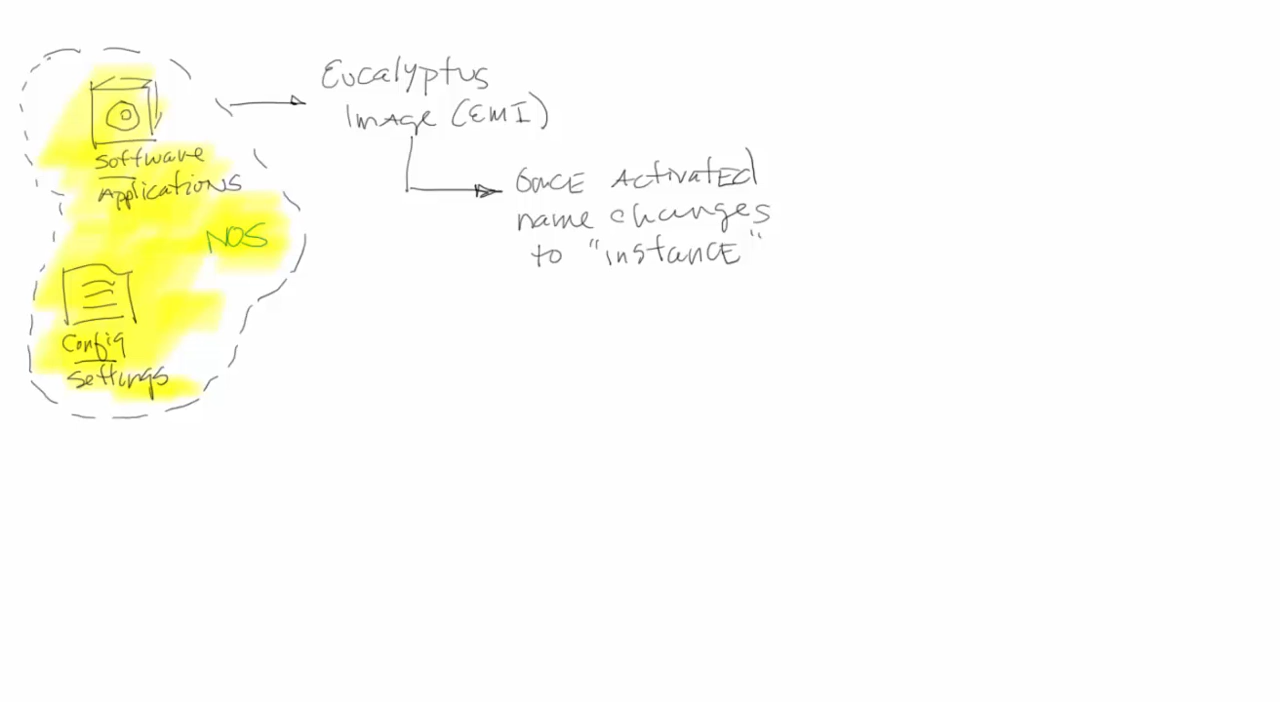 Software
Applications
NOS
Config
Settings
Eucalyptus
Image (EMI)
Once Activated
name changes
to "instance"